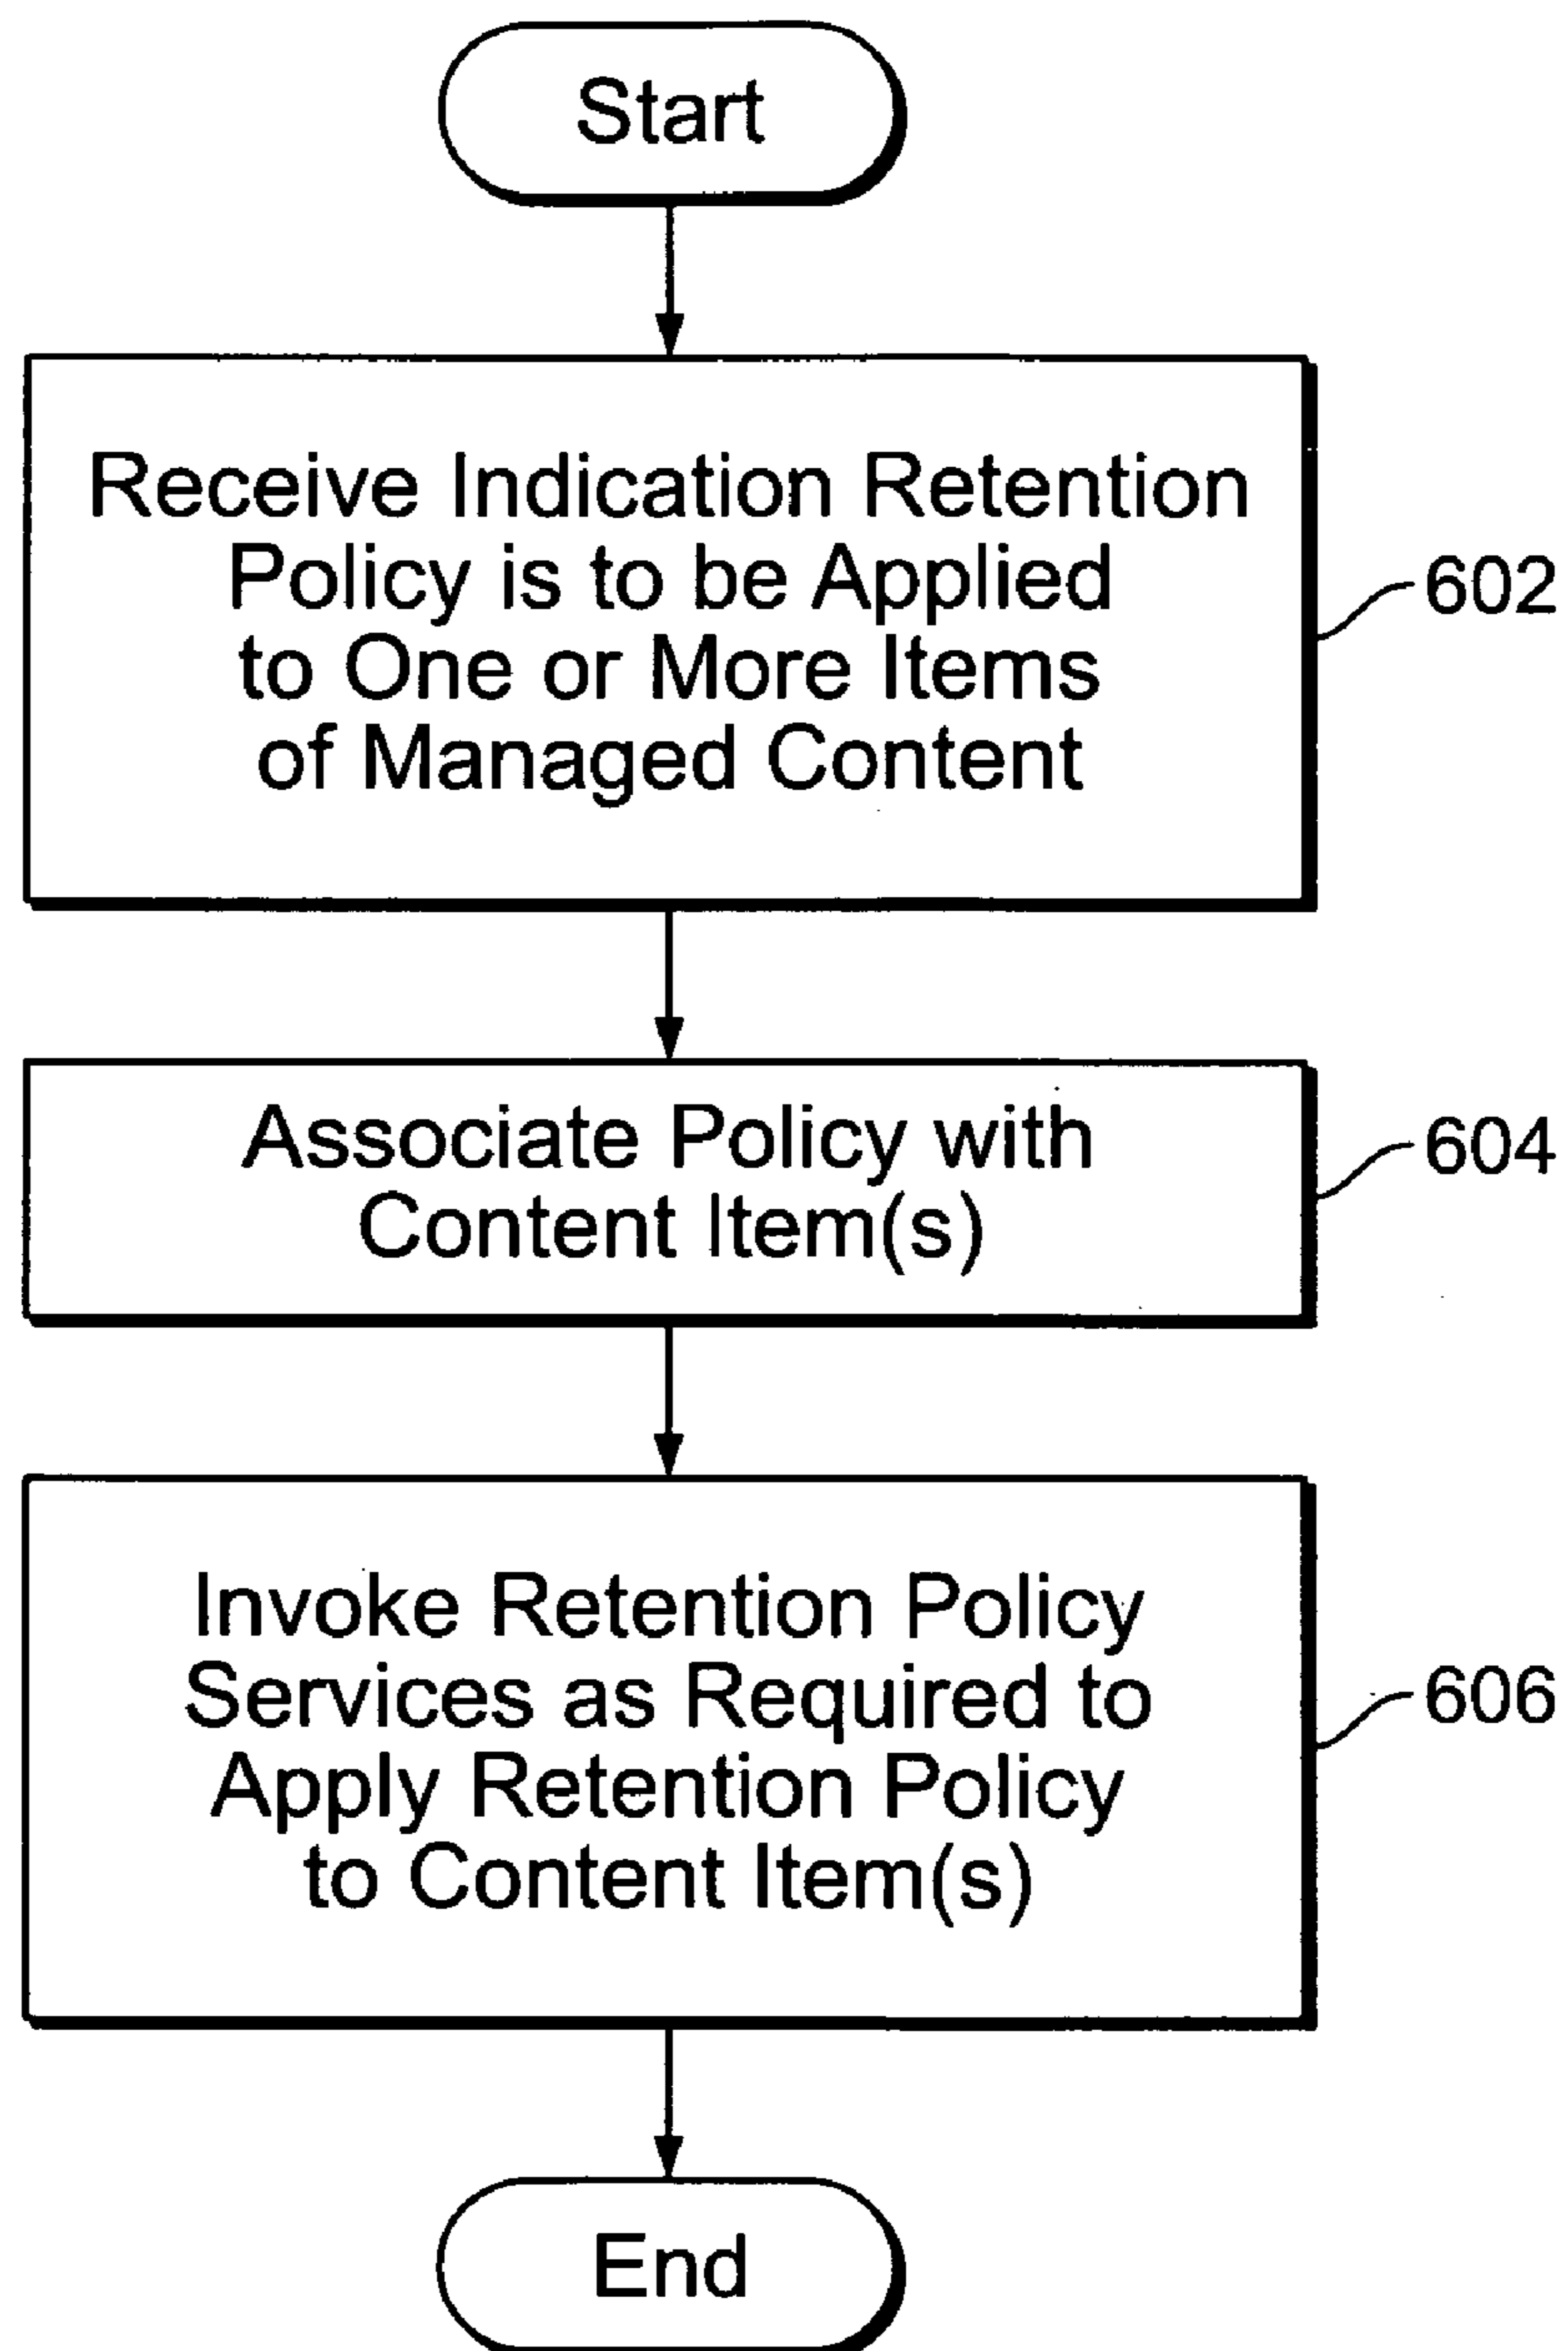 Start
Receive Indication Retention
Policy is to be Applied
to One or More Items
of Managed Content
602
Associate Policy with
Content Item(s)
604
Invoke Retention Policy
Services as Required to
Apply Retention Policy
to Content Item(s)
606
End